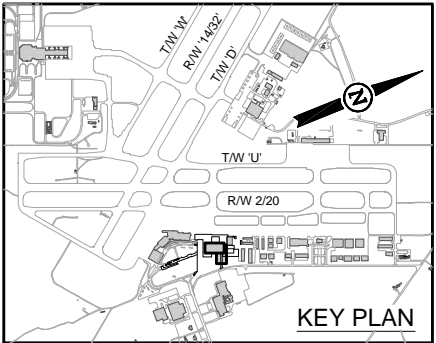 T/W 'W'
R/W '14/32'
T/W 'D'
N
T/W 'U'
R/W 2/20
KEY PLAN